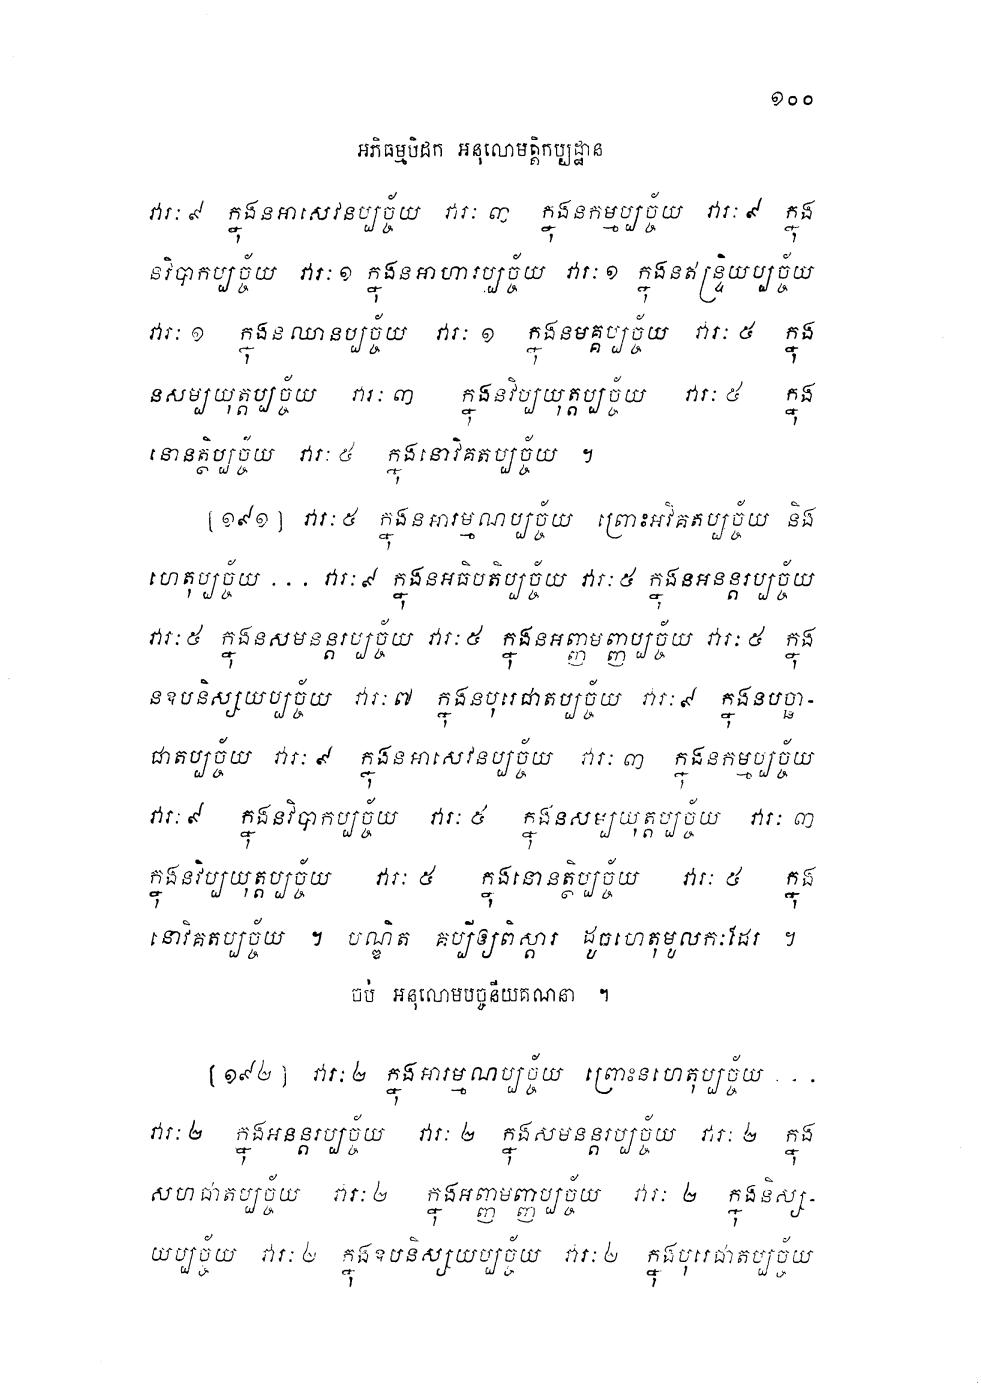 ១០០
អភិធម្មបិដក អនុលោមត្តិកប្បដ្ឋាន
វារៈ ៩ ក្នុងនអាសេវនប្បច្ច័យ វារៈ ៣ ក្នុងនកម្មប្បច្ច័យ វារៈ ៩ ក្នុង
នវិបាកប្បច្ច័យ វារៈ ១ ក្នុងនអាហារប្បច្ច័យ វារៈ ១ ក្នុងនឥន្ទ្រិយប្បច្ច័យ
វារៈ ១ ក្នុងនឈានប្បច្ច័យ វារៈ ១ ក្នុងនមគ្គប្បច្ច័យ វារៈ ៥ ក្នុង
នសម្បយុត្តប្បច្ច័យ វារៈ ៣ ក្នុងនវិប្បយុត្តប្បច្ច័យ វារៈ ៥ ក្នុង
នោនត្ថិប្បច្ច័យ វារៈ ៥ ក្នុងនោវិគតប្បច្ច័យ ។
[១៩១] វារៈ ៥ ក្នុងនអារម្មណប្បច្ច័យ ព្រោះអវិគតប្បច្ច័យ និង
ហេតុប្បច្ច័យ ... វារៈ ៩ ក្នុងនអធិបតិប្បច្ច័យ វារៈ ៥ ក្នុងនអនន្តរប្បច្ច័យ
វារៈ ៥ ក្នុងនសមនន្តរប្បច្ច័យ វារៈ ៥ ក្នុងនអញ្ញមញ្ញប្បច្ច័យ វារៈ ៥ ក្នុង
នឧបនិស្សយប្បច្ច័យ វារៈ ៧ ក្នុងនបុរេជាតប្បច្ច័យ វារៈ ៩ ក្នុងនបច្ឆា-
ជាតប្បច្ច័យ វារៈ ៩ ក្នុងនអាសេវនប្បច្ច័យ វារៈ ៣ ក្នុងនកម្មប្បច្ច័យ
វារៈ ៩ ក្នុងនវិបាកប្បច្ច័យ វារៈ ៥ ក្នុងនសម្បយុត្តប្បច្ច័យ វារៈ ៣
ក្នុងនវិប្បយុត្តប្បច្ច័យ វារៈ ៥ ក្នុងនោនត្ថិប្បច្ច័យ វារៈ ៥ ក្នុង
នោវិគតប្បច្ច័យ ។ បណ្ឌិត គប្បីឲ្យពិស្តារ ដូចហេតុមូលកៈដែរ ។
ចប់ អនុលោមបច្ចនីយគណនា ។
[១៩២] វារៈ ២ ក្នុងអារម្មណប្បច្ច័យ ព្រោះនហេតុប្បច្ច័យ ...
វារៈ ២ ក្នុងអនន្តរប្បច្ច័យ វារៈ ២ ក្នុងសមនន្តរប្បច្ច័យ វារៈ ២ ក្នុង
សហជាតប្បច្ច័យ វារៈ ២ ក្នុងអញ្ញមញ្ញប្បច្ច័យ វារៈ ២ ក្នុងនិស្ស-
យប្បច្ច័យ វារៈ ២ ក្នុងឧបនិស្សយប្បច្ច័យ វារៈ ២ ក្នុងបុរេជាតប្បច្ច័យ